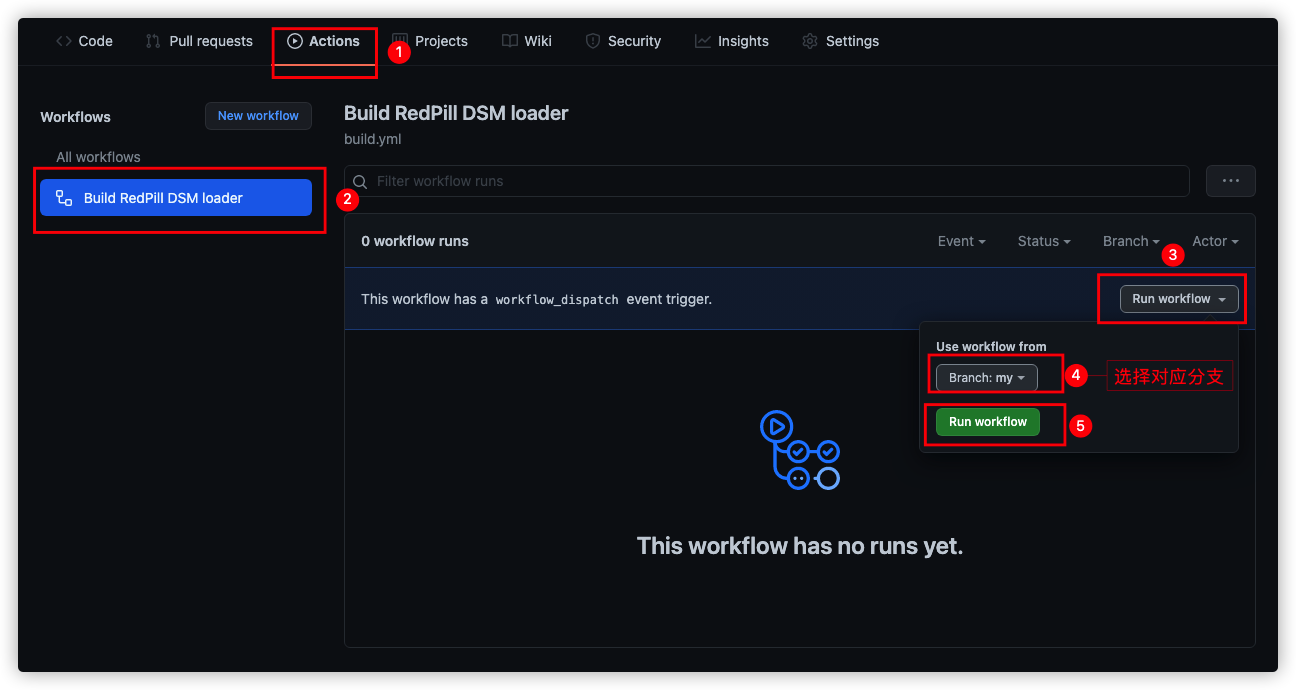 Code
Pull requests
Actions
1
Projects
Wiki
Security
Insights
Settings
Workflows
New workflow
All workflows
Build RedPill DSM loader
2
Build RedPill DSM loader
build.yml
Filter workflow runs
0 workflow runs
Event
Status
Branch
Actor
3
This workflow has a workflow_dispatch event trigger.
Run workflow
Use workflow from
Branch: my
4
选择对应分支
Run workflow
5
This workflow has no runs yet.